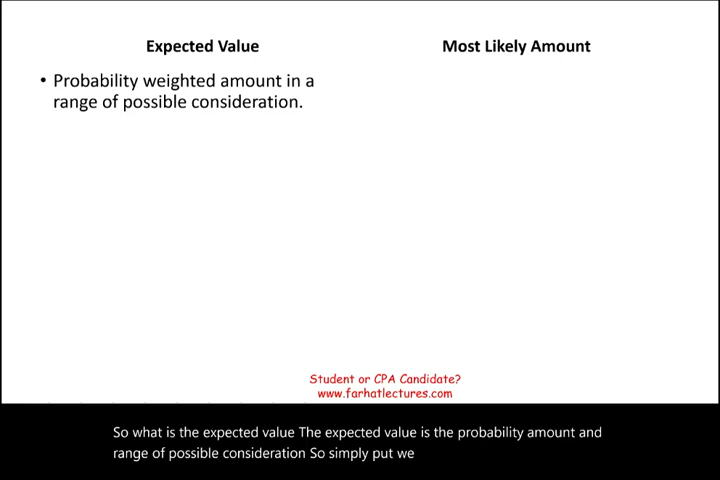 Expected Value
Most Likely Amount
• Probability weighted amount in a
range of possible consideration.
Student or CPA Candidate?
www.farhatlectures.com
So what is the expected value The expected value is the probability amount and
range of possible consideration So simply put we